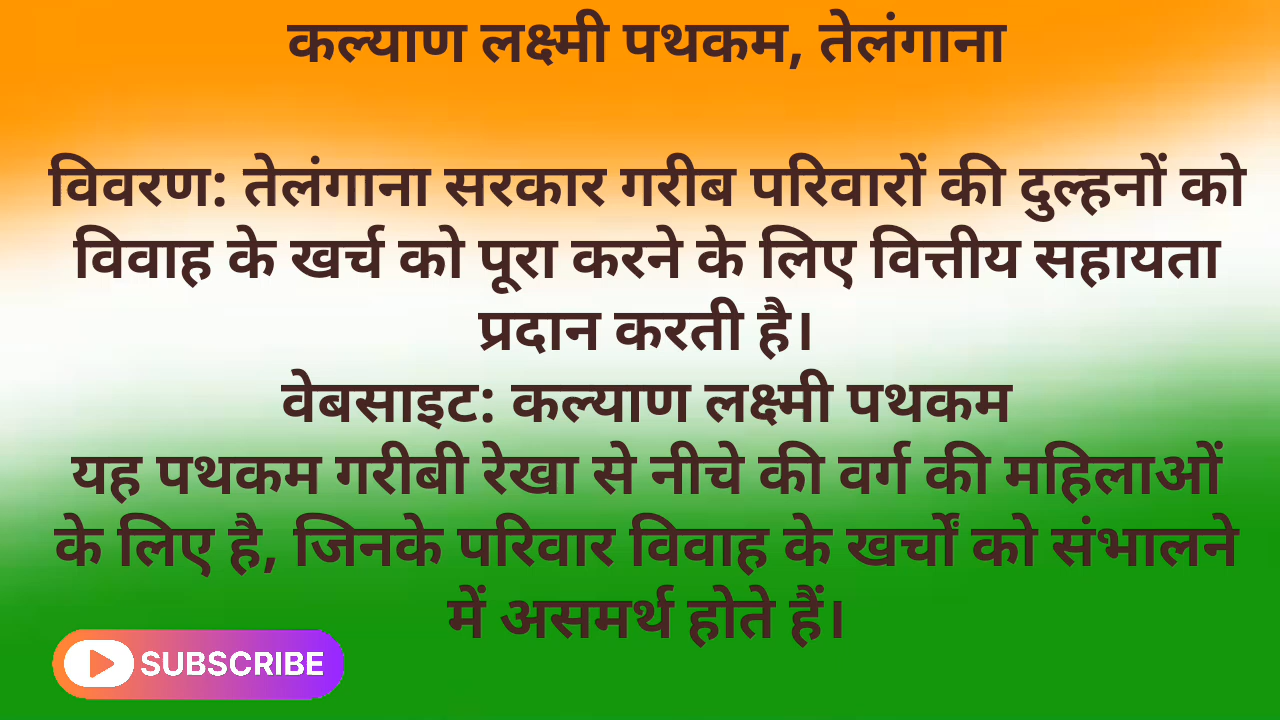 कल्याण लक्ष्मी पथकम, तेलंगाना
विवरण: तेलंगाना सरकार गरीब परिवारों की दुल्हनों को
विवाह के खर्च को पूरा करने के लिए वित्तीय सहायता
प्रदान करती है।
वेबसाइट: कल्याण लक्ष्मी पथकम
यह पथकम गरीबी रेखा से नीचे की वर्ग की महिलाओं
के लिए है, जिनके परिवार विवाह के खर्चों को संभालने
में असमर्थ होते हैं।
SUBSCRIBE